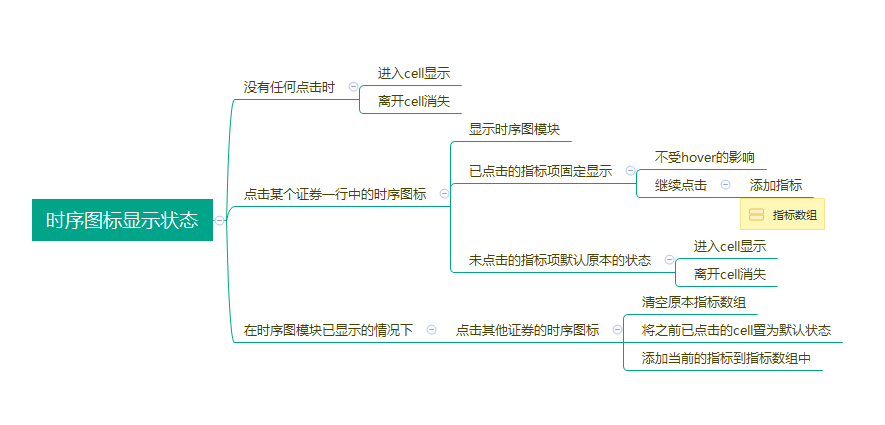 时序图标显示状态
没有任何点击时
进入cell显示
离开cell消失
点击某个证券一行中的时序图标
显示时序图模块
已点击的指标项固定显示
不受hover的影响
继续点击
添加指标
指标数组
未点击的指标项默认原本的状态
进入cell显示
离开cell消失
在时序图模块已显示的情况下
点击其他证券的时序图标
清空原本指标数组
将之前已点击的cell置为默认状态
添加当前的指标到指标数组中